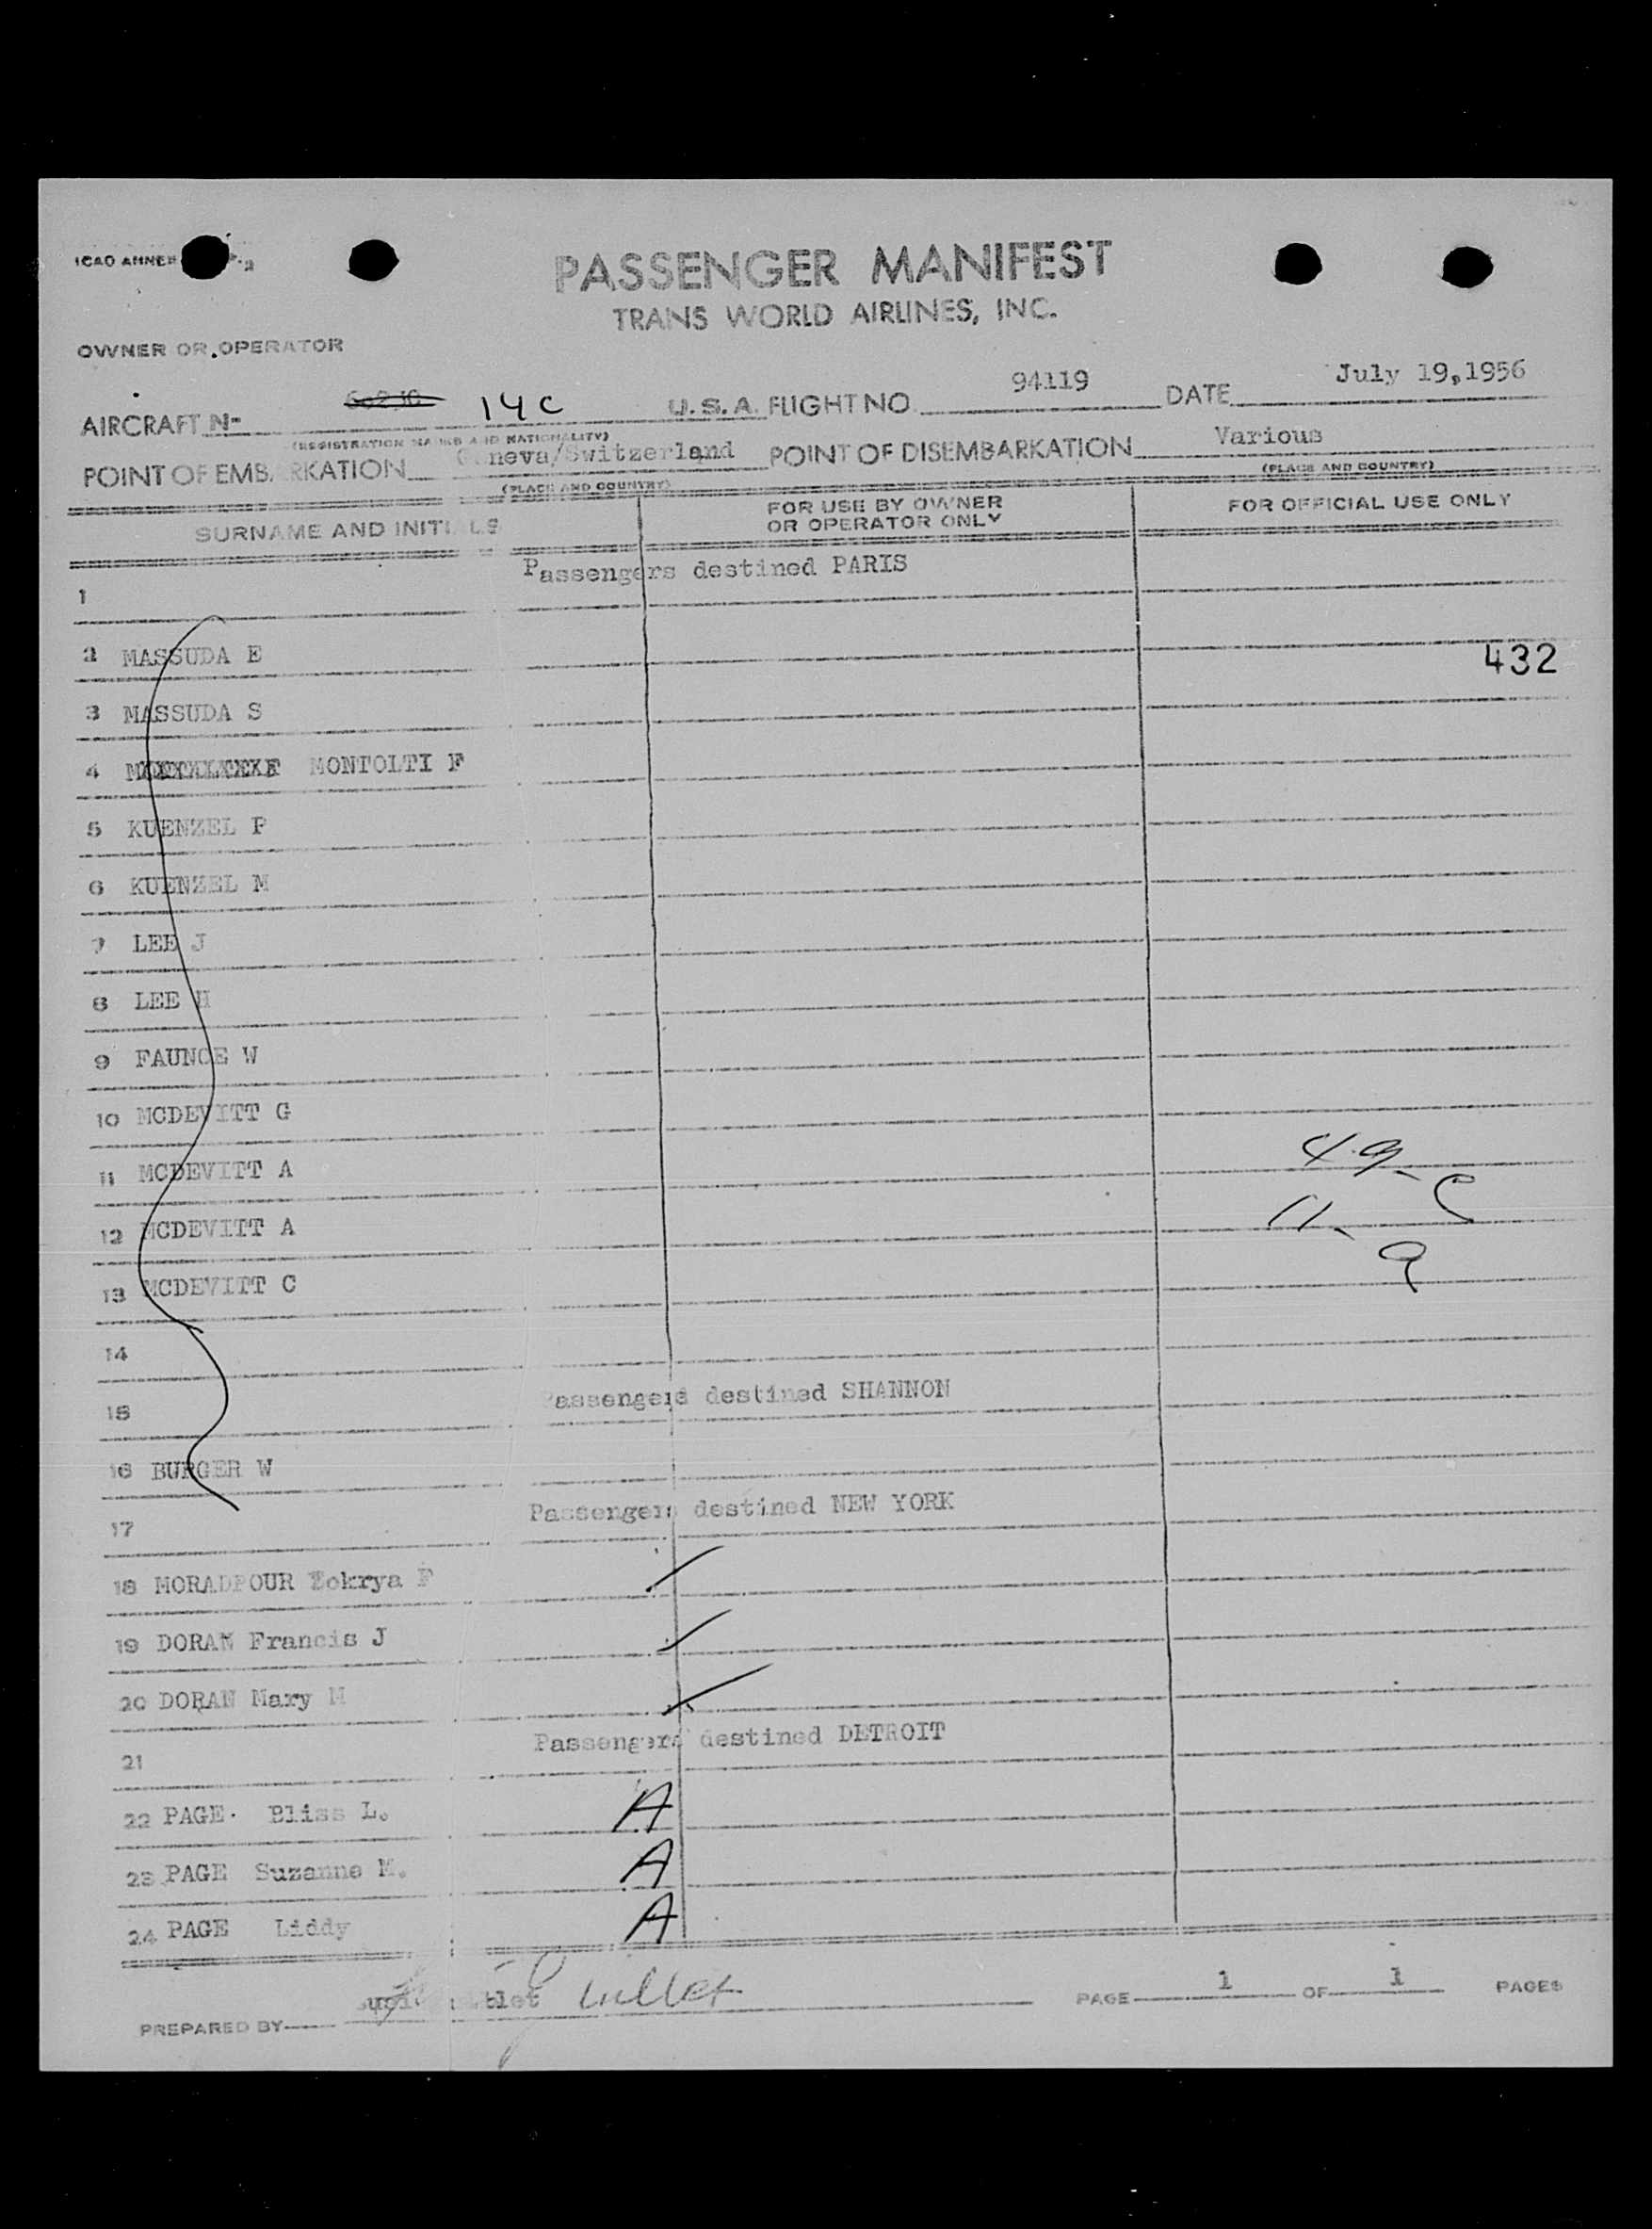 PASSENGER MANIFEST
TRANS WORLD AIRLINES, INC.
ICAO ANNEX
OWNER OR OPERATOR
AIRCRAFT N- 14C U.S.A. FLIGHT NO. 94119 DATE July 19,1956
(REGISTRATION MARKS AND NATIONALITY)
POINT OF EMBARKATION Geneva/Switzerland POINT OF DISEMBARKATION Various
(PLACE AND COUNTRY) (PLACE AND COUNTRY)
SURNAME AND INITIALS FOR USE BY OWNER OR OPERATOR ONLY FOR OFFICIAL USE ONLY
1 Passengers destined PARIS
2 MASSUDA E 432
3 MASSUDA S
4 MONTOLTI F
5 KUENZEL P
6 KUENZEL M
7 LEE J
8 LEE H
9 FAUNCE W
10 MCDEVITT G
11 MCDEVITT A 49 C
12 MCDEVITT A 11 9
13 MCDEVITT C
14
15 Passengers destined SHANNON
16 BURGER W
17 Passengers destined NEW YORK
18 MORADPOUR Zokrya F
19 DORAN Francis J
20 DORAN Mary M
21 Passengers destined DETROIT
22 PAGE. Bliss L. A
23 PAGE Suzanne M. A
24 PAGE Liddy A
PREPARED BY PAGE 1 OF 1 PAGES